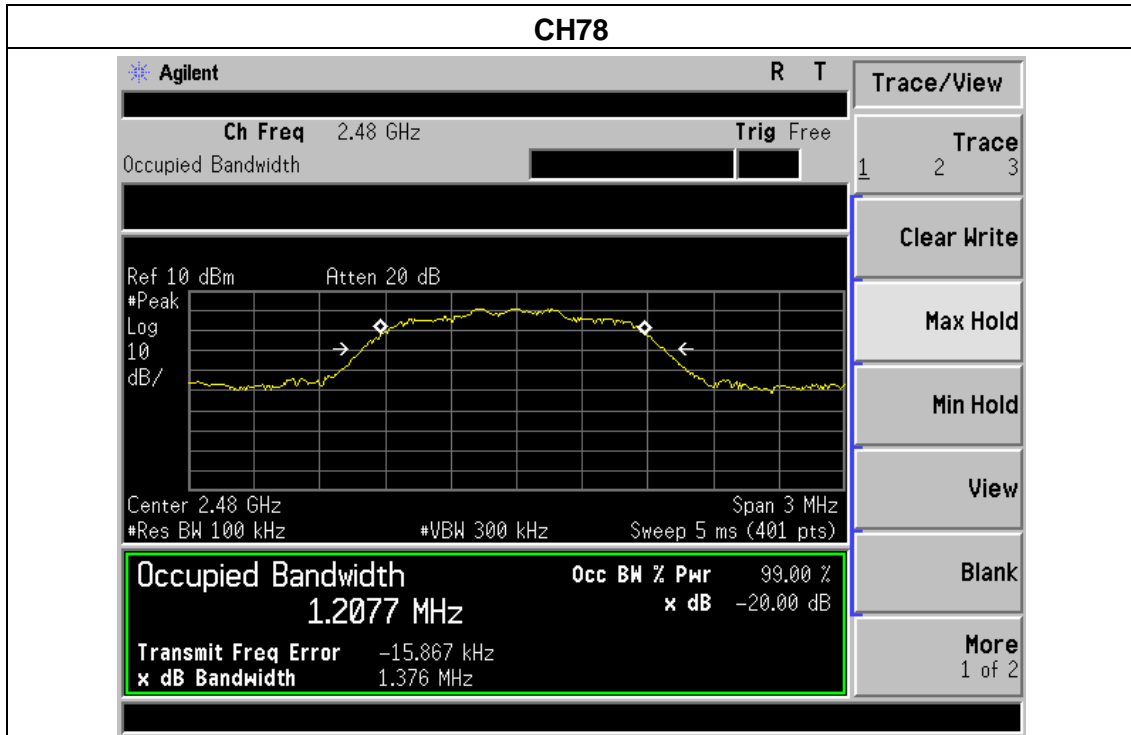 CH78
Agilent R T
Trace/View
Ch Freq 2.48 GHz Trig Free
Occupied Bandwidth
Trace
1 2 3
Clear Write
Ref 10 dBm Atten 20 dB
#Peak
Log
10
dB/
Max Hold
Min Hold
View
Center 2.48 GHz Span 3 MHz
#Res BW 100 kHz #VBW 300 kHz Sweep 5 ms (401 pts)
Occupied Bandwidth Occ BW % Pwr 99.00 %
1.2077 MHz x dB -20.00 dB
Blank
Transmit Freq Error -15.867 kHz
x dB Bandwidth 1.376 MHz
More
1 of 2